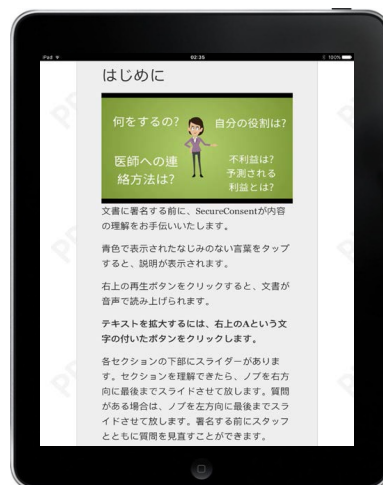 iPad
02:35
100%
はじめに
何をするの?
自分の役割は?
医師への連
絡方法は?
不利益は?
予測される
利益とは?
文書に署名する前に、SecureConsentが内容
の理解をお手伝いいたします。
青色で表示されたなじみのない言葉をタップ
すると、説明が表示されます。
右上の再生ボタンをクリックすると、文書が
音声で読み上げられます。
テキストを拡大するには、右上のAという文
字の付いたボタンをクリックします。
各セクションの下部にスライダーがありま
す。セクションを理解できたら、ノブを右方
向に最後までスライドさせて放します。質問
がある場合は、ノブを左方向に最後までスラ
イドさせて放します。署名する前にスタッフ
とともに質問を見直すことができます。